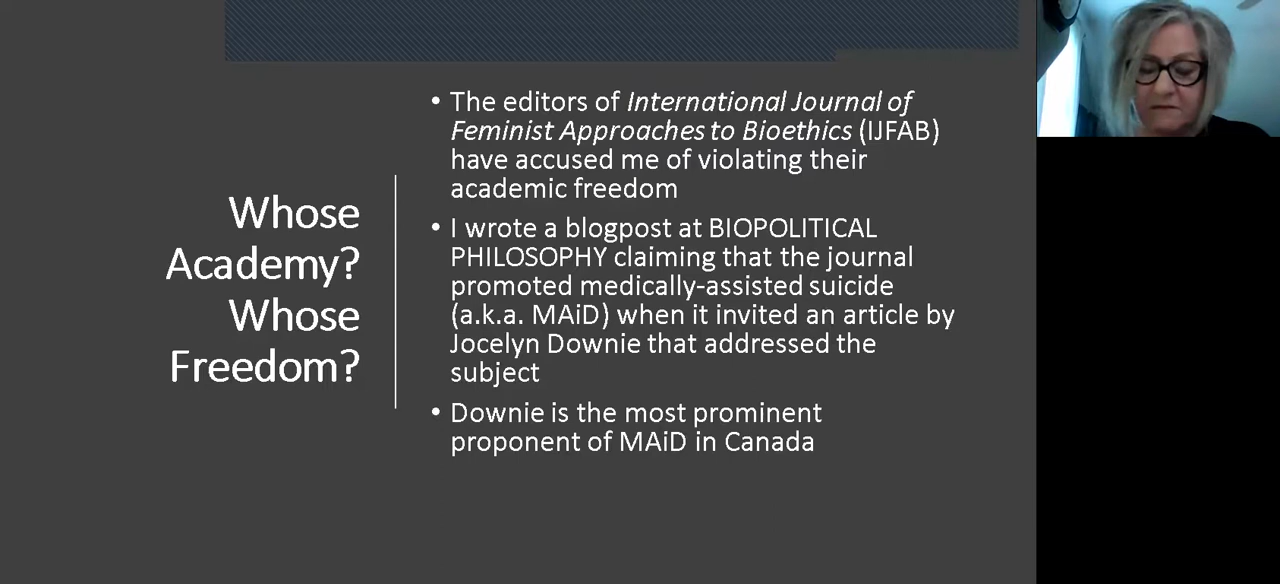 Whose
Academy?
Whose
Freedom?
• The editors of International Journal of
Feminist Approaches to Bioethics (IJFAB)
have accused me of violating their
academic freedom
• I wrote a blogpost at BIOPOLITICAL
PHILOSOPHY claiming that the journal
promoted medically-assisted suicide
(a.k.a. MAiD) when it invited an article by
Jocelyn Downie that addressed the
subject
• Downie is the most prominent
proponent of MAiD in Canada